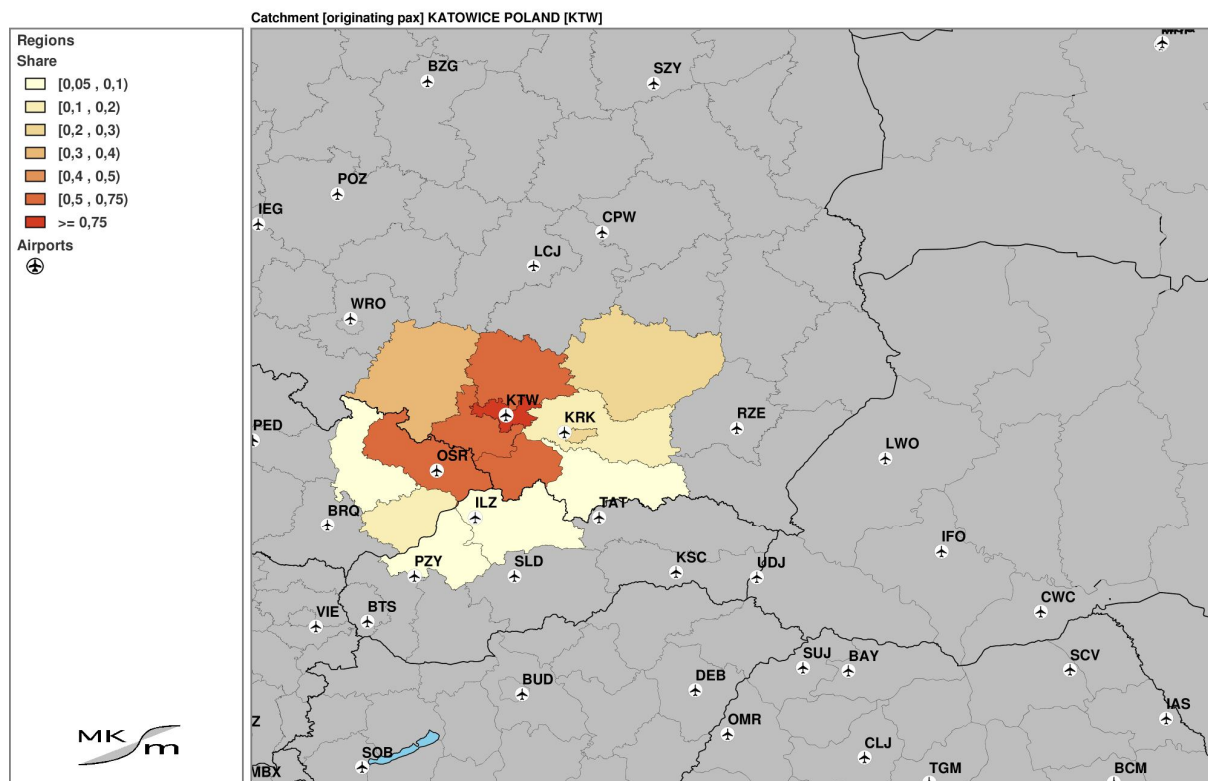 Catchment [originating pax] KATOWICE POLAND [KTW]
Regions
Share
[0,05 , 0,1)
[0,1 , 0,2)
[0,2 , 0,3)
[0,3 , 0,4)
[0,4 , 0,5)
[0,5 , 0,75)
>= 0,75
Airports
BZG
SZY
POZ
IEG
CPW
LCJ
WRO
KTW
KRK
RZE
PED
LWO
OSR
ILZ
TAT
BRQ
IFO
PZY
SLD
KSC
UDJ
VIE
BTS
CWC
SUJ
BAY
SCV
BUD
DEB
OMR
IAS
Z
SOB
CLJ
MBX
TGM
BCM
MK
m